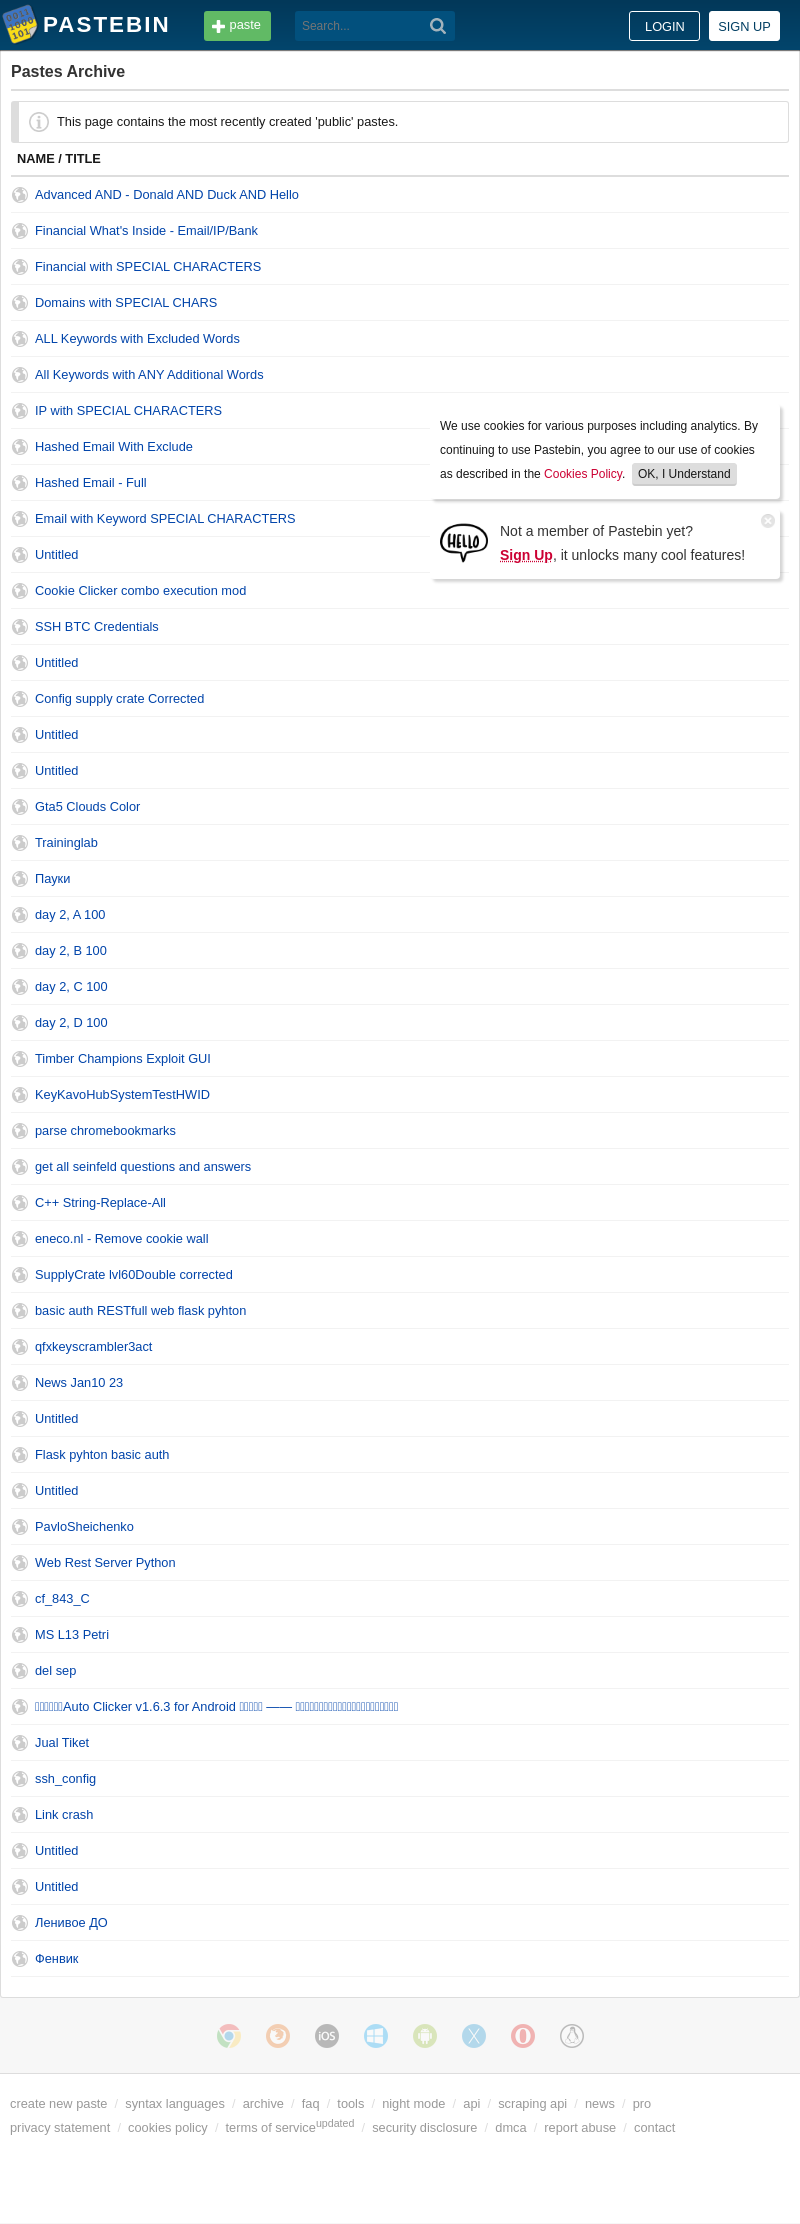 PASTEBIN
paste
Search...
LOGIN
SIGN UP
Pastes Archive
This page contains the most recently created 'public' pastes.
NAME / TITLE
Advanced AND - Donald AND Duck AND Hello
Financial What's Inside - Email/IP/Bank
Financial with SPECIAL CHARACTERS
Domains with SPECIAL CHARS
ALL Keywords with Excluded Words
All Keywords with ANY Additional Words
IP with SPECIAL CHARACTERS
Hashed Email With Exclude
Hashed Email - Full
Email with Keyword SPECIAL CHARACTERS
Untitled
We use cookies for various purposes including analytics. By
continuing to use Pastebin, you agree to our use of cookies
as described in the Cookies Policy. OK, I Understand
HELLO
Not a member of Pastebin yet?
Sign Up, it unlocks many cool features!
Cookie Clicker combo execution mod
SSH BTC Credentials
Untitled
Config supply crate Corrected
Untitled
Untitled
Gta5 Clouds Color
Traininglab
Пауки
day 2, A 100
day 2, B 100
day 2, C 100
day 2, D 100
Timber Champions Exploit GUI
KeyKavoHubSystemTestHWID
parse chromebookmarks
get all seinfeld questions and answers
C++ String-Replace-All
eneco.nl - Remove cookie wall
SupplyCrate lvl60Double corrected
basic auth RESTfull web flask pyhton
qfxkeyscrambler3act
News Jan10 23
Untitled
Flask pyhton basic auth
Untitled
PavloSheichenko
Web Rest Server Python
cf_843_C
MS L13 Petri
del sep
Auto Clicker v1.6.3 for Android ——
Jual Tiket
ssh_config
Link crash
Untitled
Untitled
Ленивое ДО
Фенвик
iOS
create new paste / syntax languages / archive / faq / tools / night mode / api / scraping api / news / pro
privacy statement / cookies policy / terms of serviceupdated / security disclosure / dmca / report abuse / contact